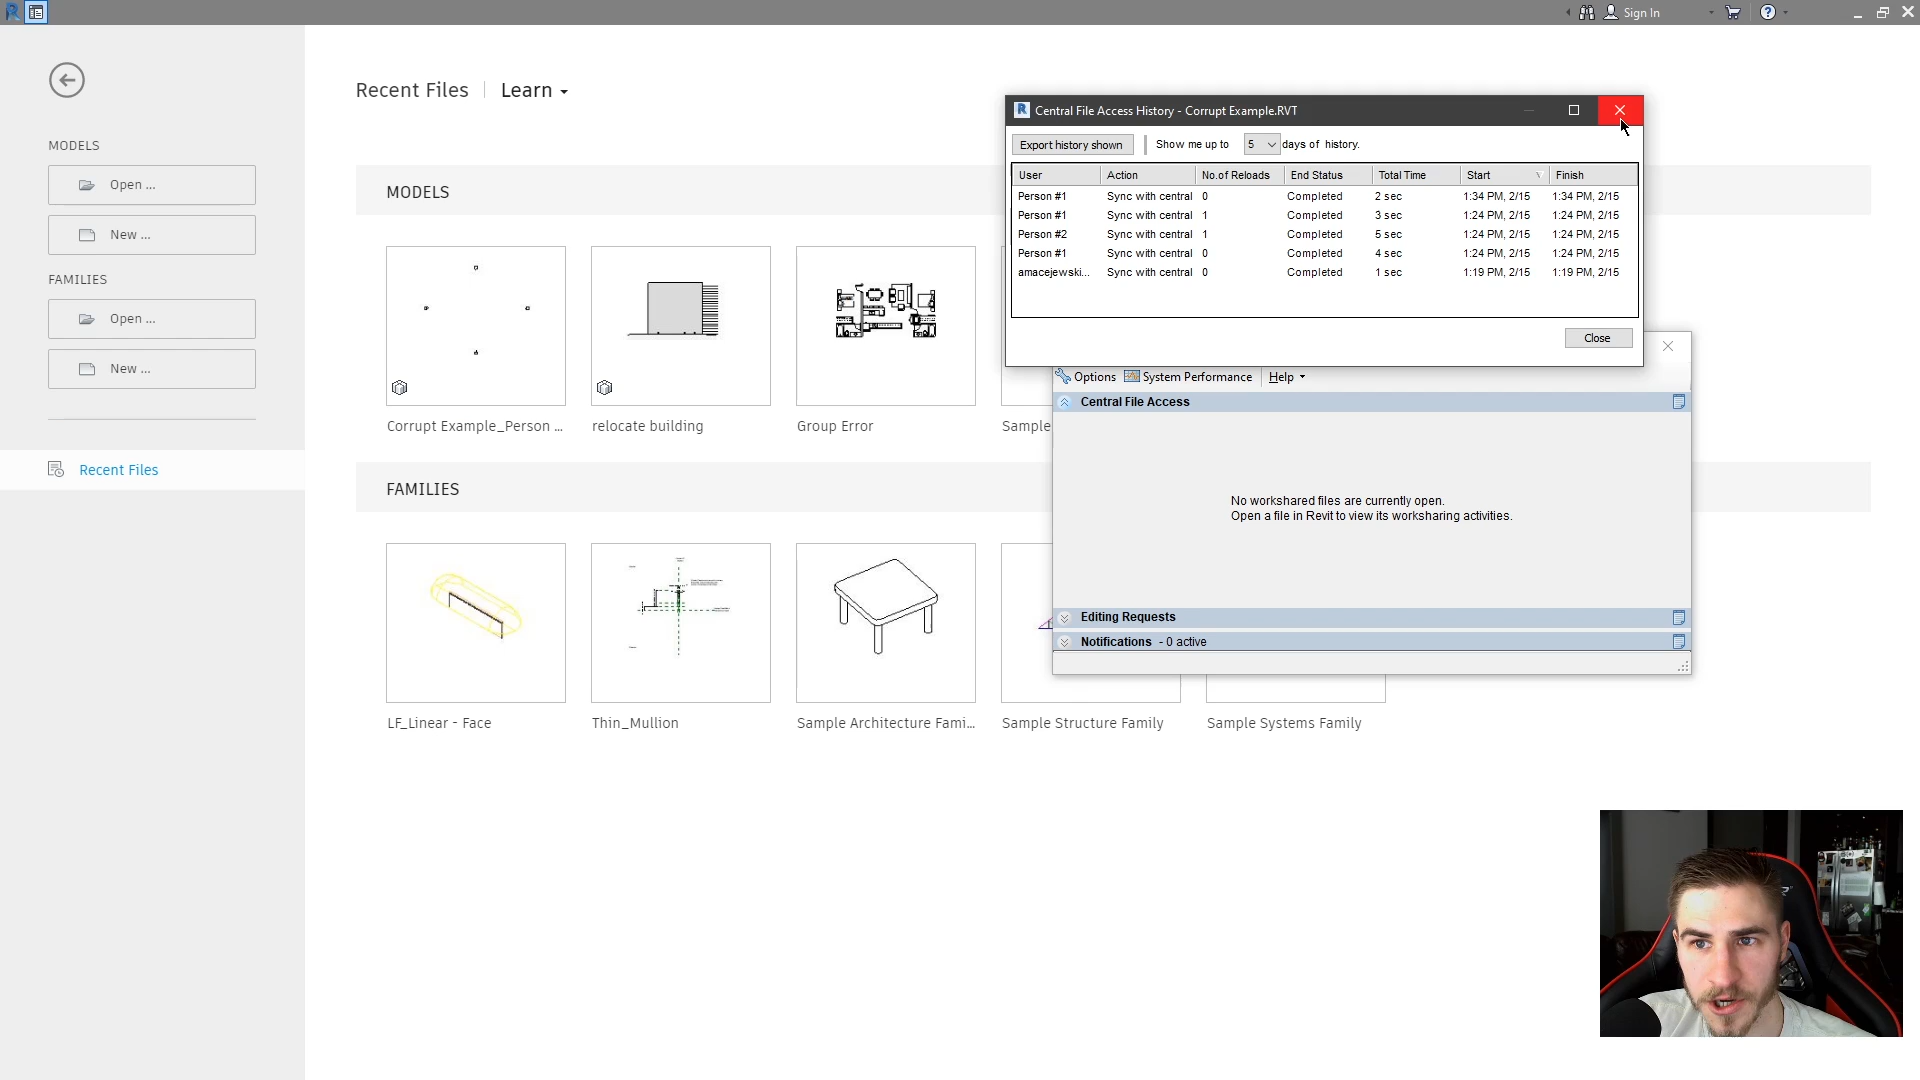 Sign In
Recent Files
Learn
MODELS
Open ...
New ...
FAMILIES
Open ...
New ...
Recent Files
MODELS
Corrupt Example_Person ...
relocate building
Group Error
Sample
FAMILIES
LF_Linear - Face
Thin_Mullion
Sample Architecture Fami...
Sample Structure Family
Sample Systems Family
Central File Access History - Corrupt Example.RVT
Export history shown
Show me up to 5 days of history.
User Action No.of Reloads End Status Total Time Start Finish
Person #1 Sync with central 0 Completed 2 sec 1:34 PM, 2/15 1:34 PM, 2/15
Person #1 Sync with central 1 Completed 3 sec 1:24 PM, 2/15 1:24 PM, 2/15
Person #2 Sync with central 1 Completed 5 sec 1:24 PM, 2/15 1:24 PM, 2/15
Person #1 Sync with central 0 Completed 4 sec 1:24 PM, 2/15 1:24 PM, 2/15
amacejewski... Sync with central 0 Completed 1 sec 1:19 PM, 2/15 1:19 PM, 2/15
Close
Options System Performance Help
Central File Access
No workshared files are currently open.
Open a file in Revit to view its worksharing activities.
Editing Requests
Notifications - 0 active